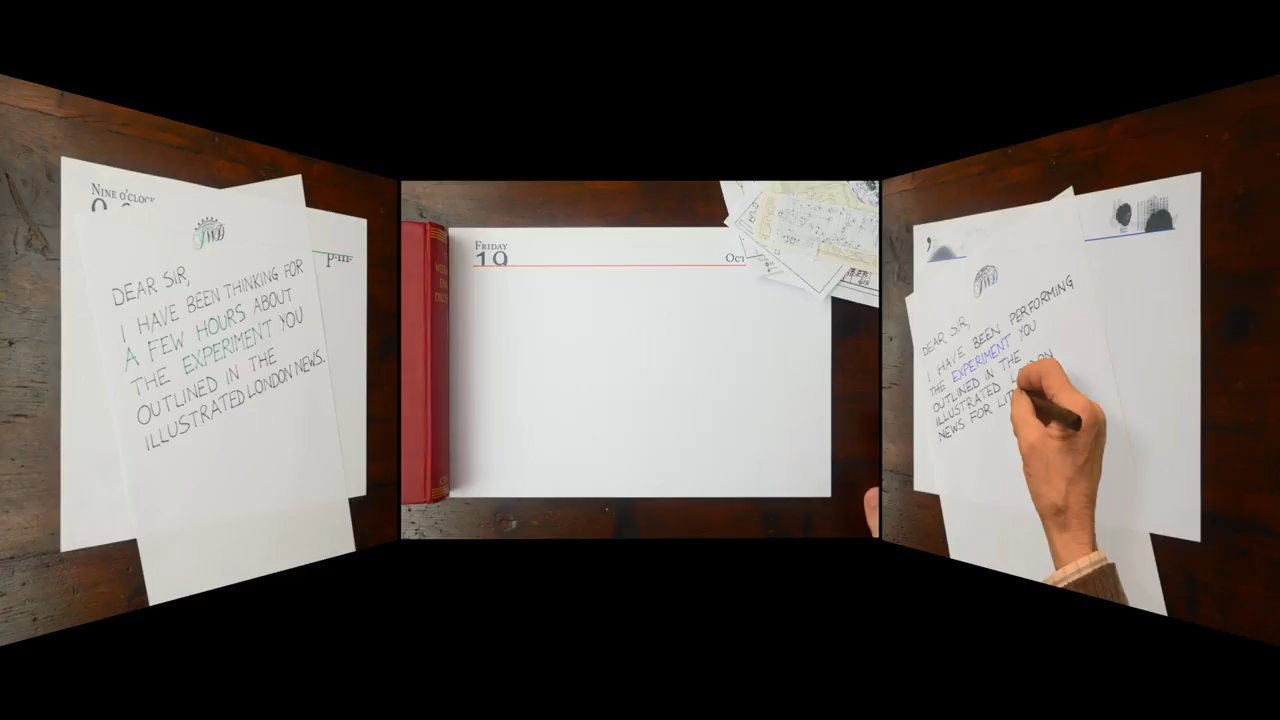 NINE O'CLOCK
DEAR SIR,
I HAVE BEEN THINKING FOR
A FEW HOURS ABOUT
THE EXPERIMENT YOU
OUTLINED IN THE
ILLUSTRATED LONDON NEWS.
FRIDAY
19
DEAR SIR,
I HAVE BEEN PERFORMING
THE EXPERIMENT YOU
OUTLINED IN THE
ILLUSTRATED LONDON
NEWS FOR